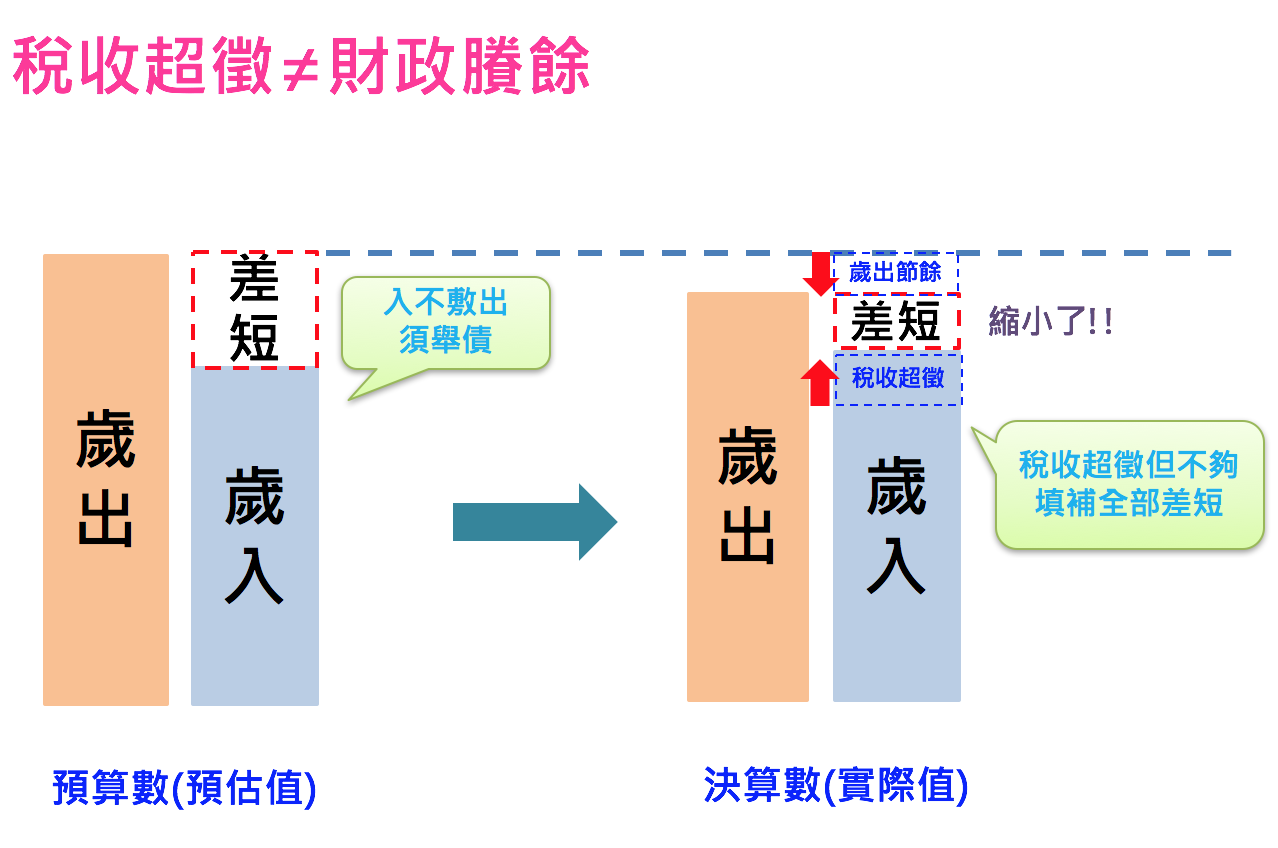 稅收超徵≠財政賸餘
差
短
歲
出
歲
入
入不敷出
須舉債
歲出節餘
差短
縮小了!!
稅收超徵
歲
出
歲
入
稅收超徵但不夠
填補全部差短
預算數(預估值)
決算數(實際值)